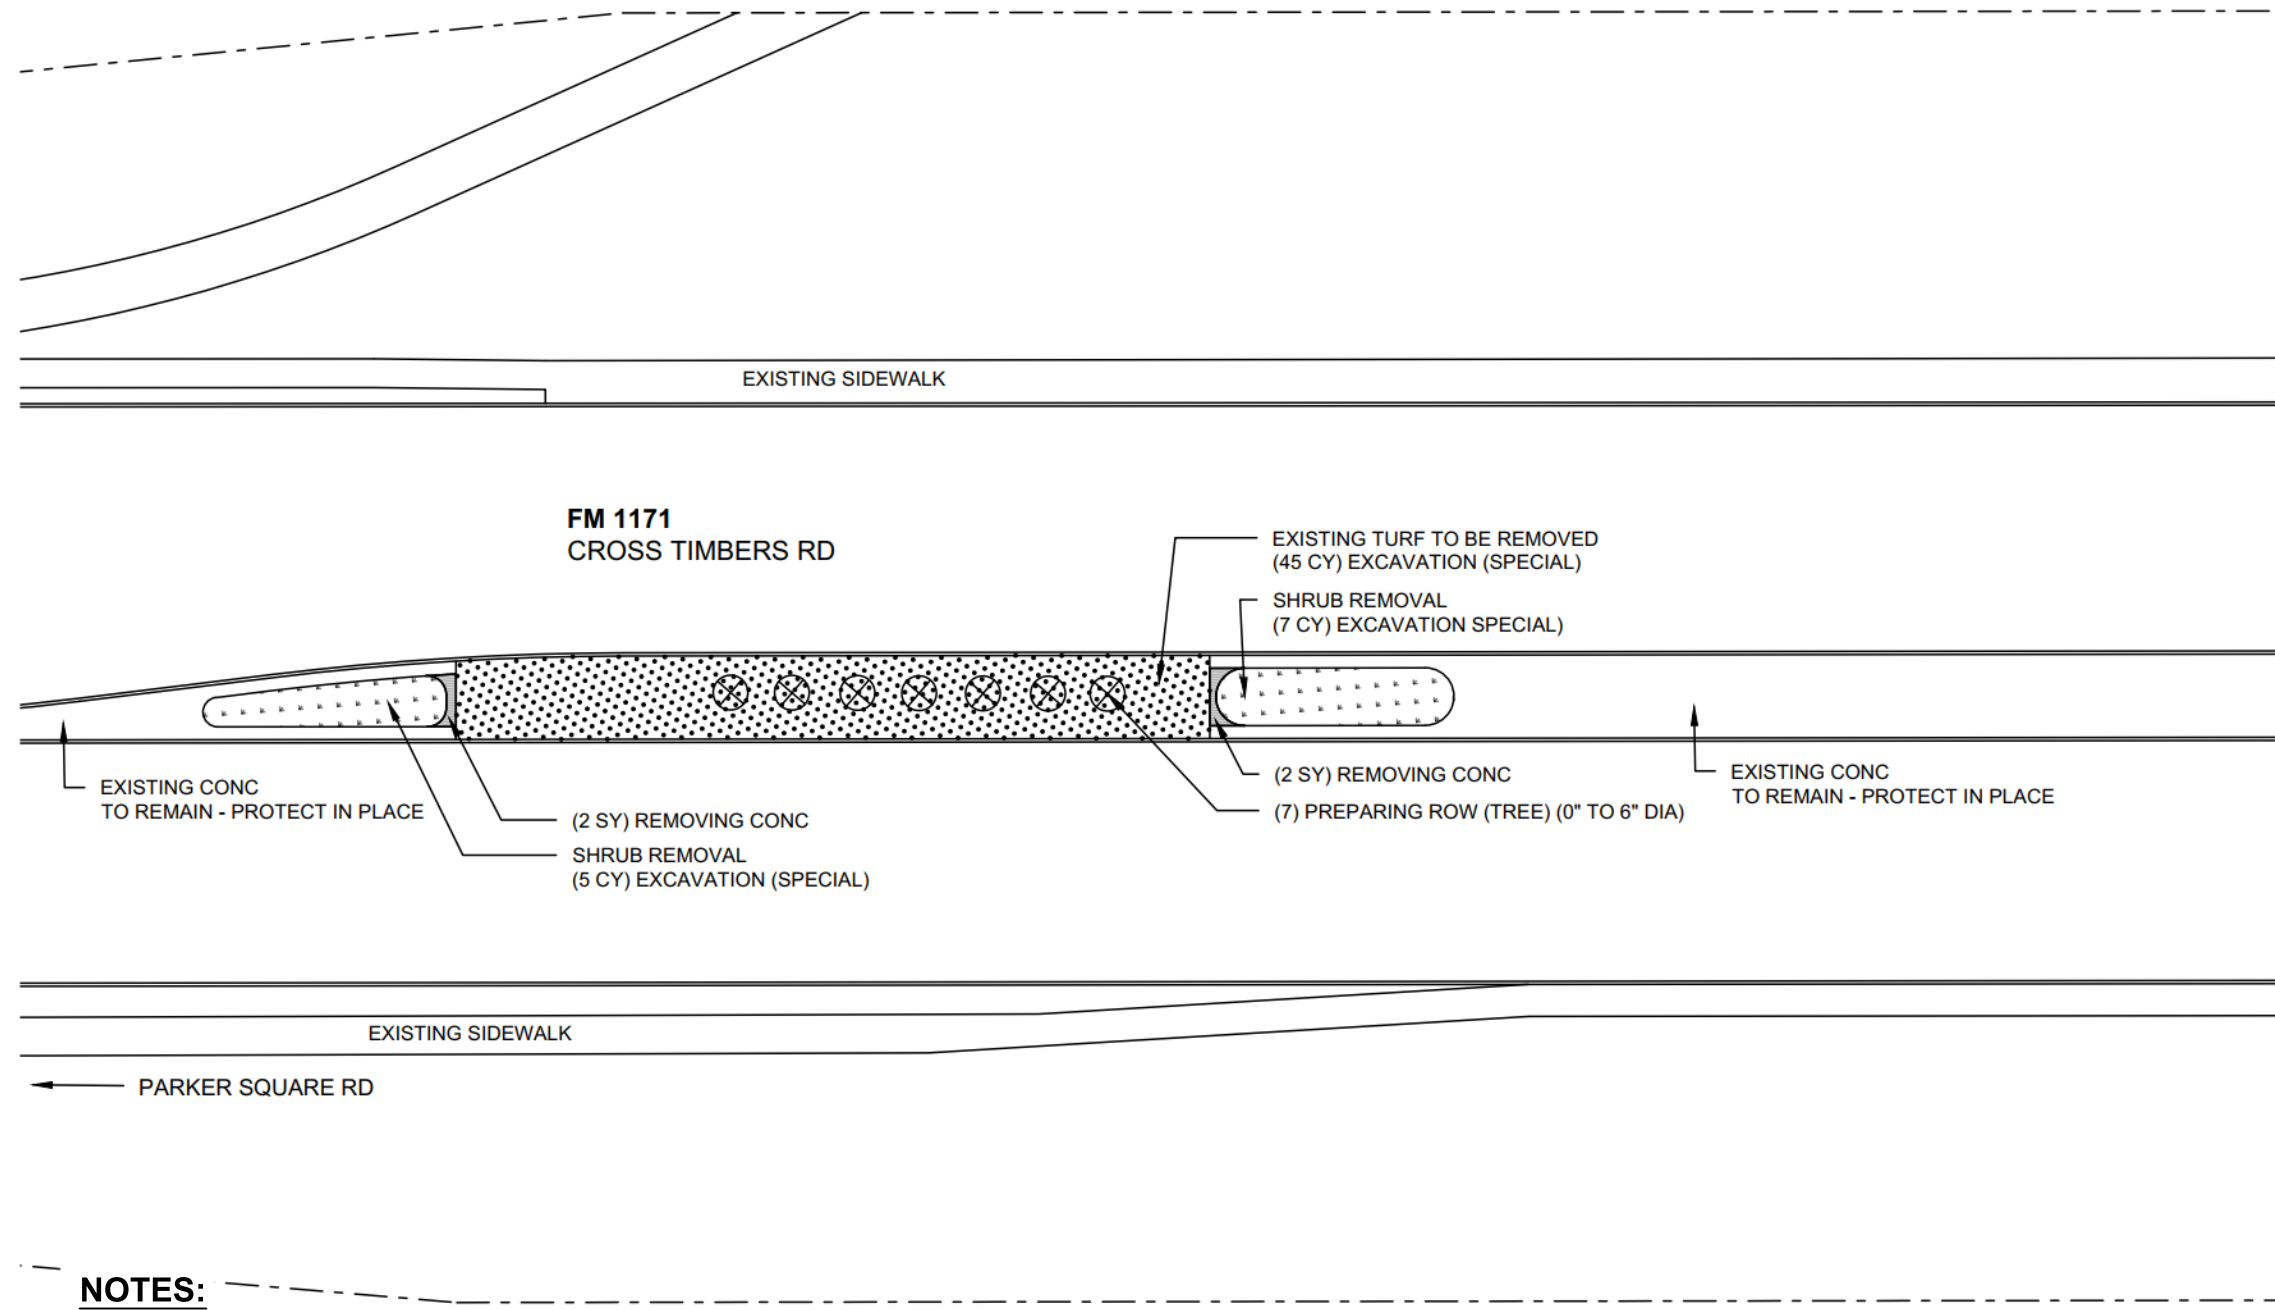 EXISTING SIDEWALK
FM 1171
CROSS TIMBERS RD
EXISTING TURF TO BE REMOVED
(45 CY) EXCAVATION (SPECIAL)
SHRUB REMOVAL
(7 CY) EXCAVATION SPECIAL)
EXISTING CONC
TO REMAIN - PROTECT IN PLACE
(2 SY) REMOVING CONC
SHRUB REMOVAL
(5 CY) EXCAVATION (SPECIAL)
(2 SY) REMOVING CONC
(7) PREPARING ROW (TREE) (0" TO 6" DIA)
EXISTING CONC
TO REMAIN - PROTECT IN PLACE
EXISTING SIDEWALK
PARKER SQUARE RD
NOTES: